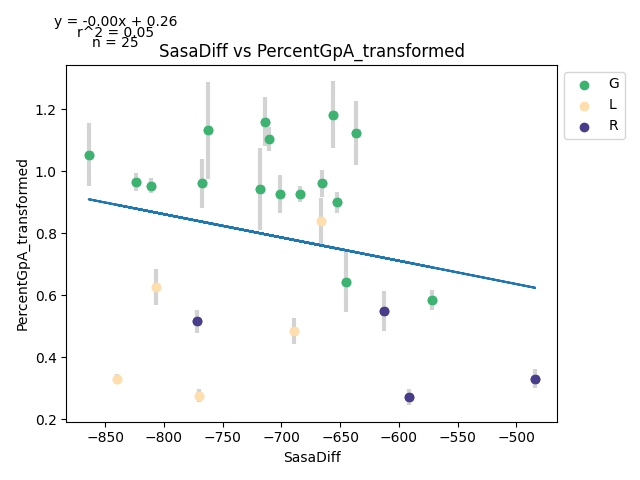 y = -0.00x + 0.26
r^2 = 0.05
n = 25
SasaDiff vs PercentGpA_transformed
G
L
R
PercentGpA_transformed
1.2
1.0
0.8
0.6
0.4
0.2
−850 −800 −750 −700 −650 −600 −550 −500
SasaDiff